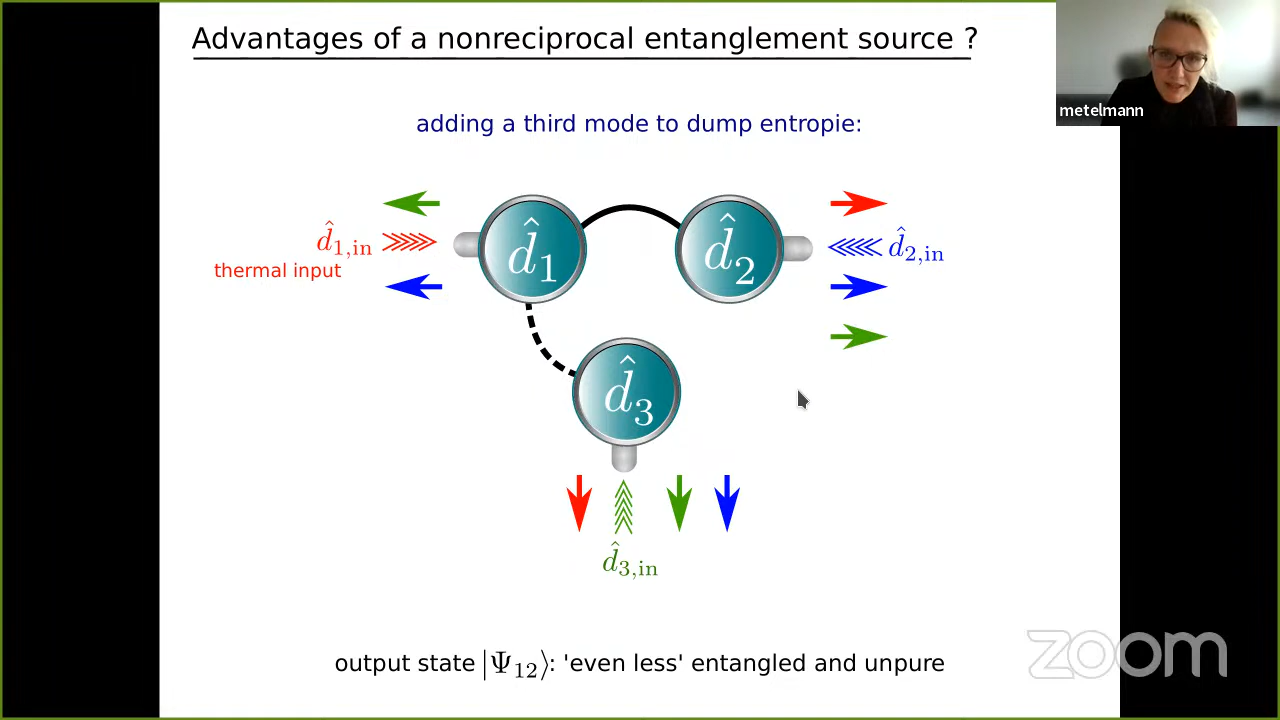 Advantages of a nonreciprocal entanglement source ?
metelmann
adding a third mode to dump entropie:
d̂₁,in
thermal input
d̂₁
d̂₂
d̂₂,in
d̂₃
d̂₃,in
output state |Ψ₁₂⟩: 'even less' entangled and unpure
zoom